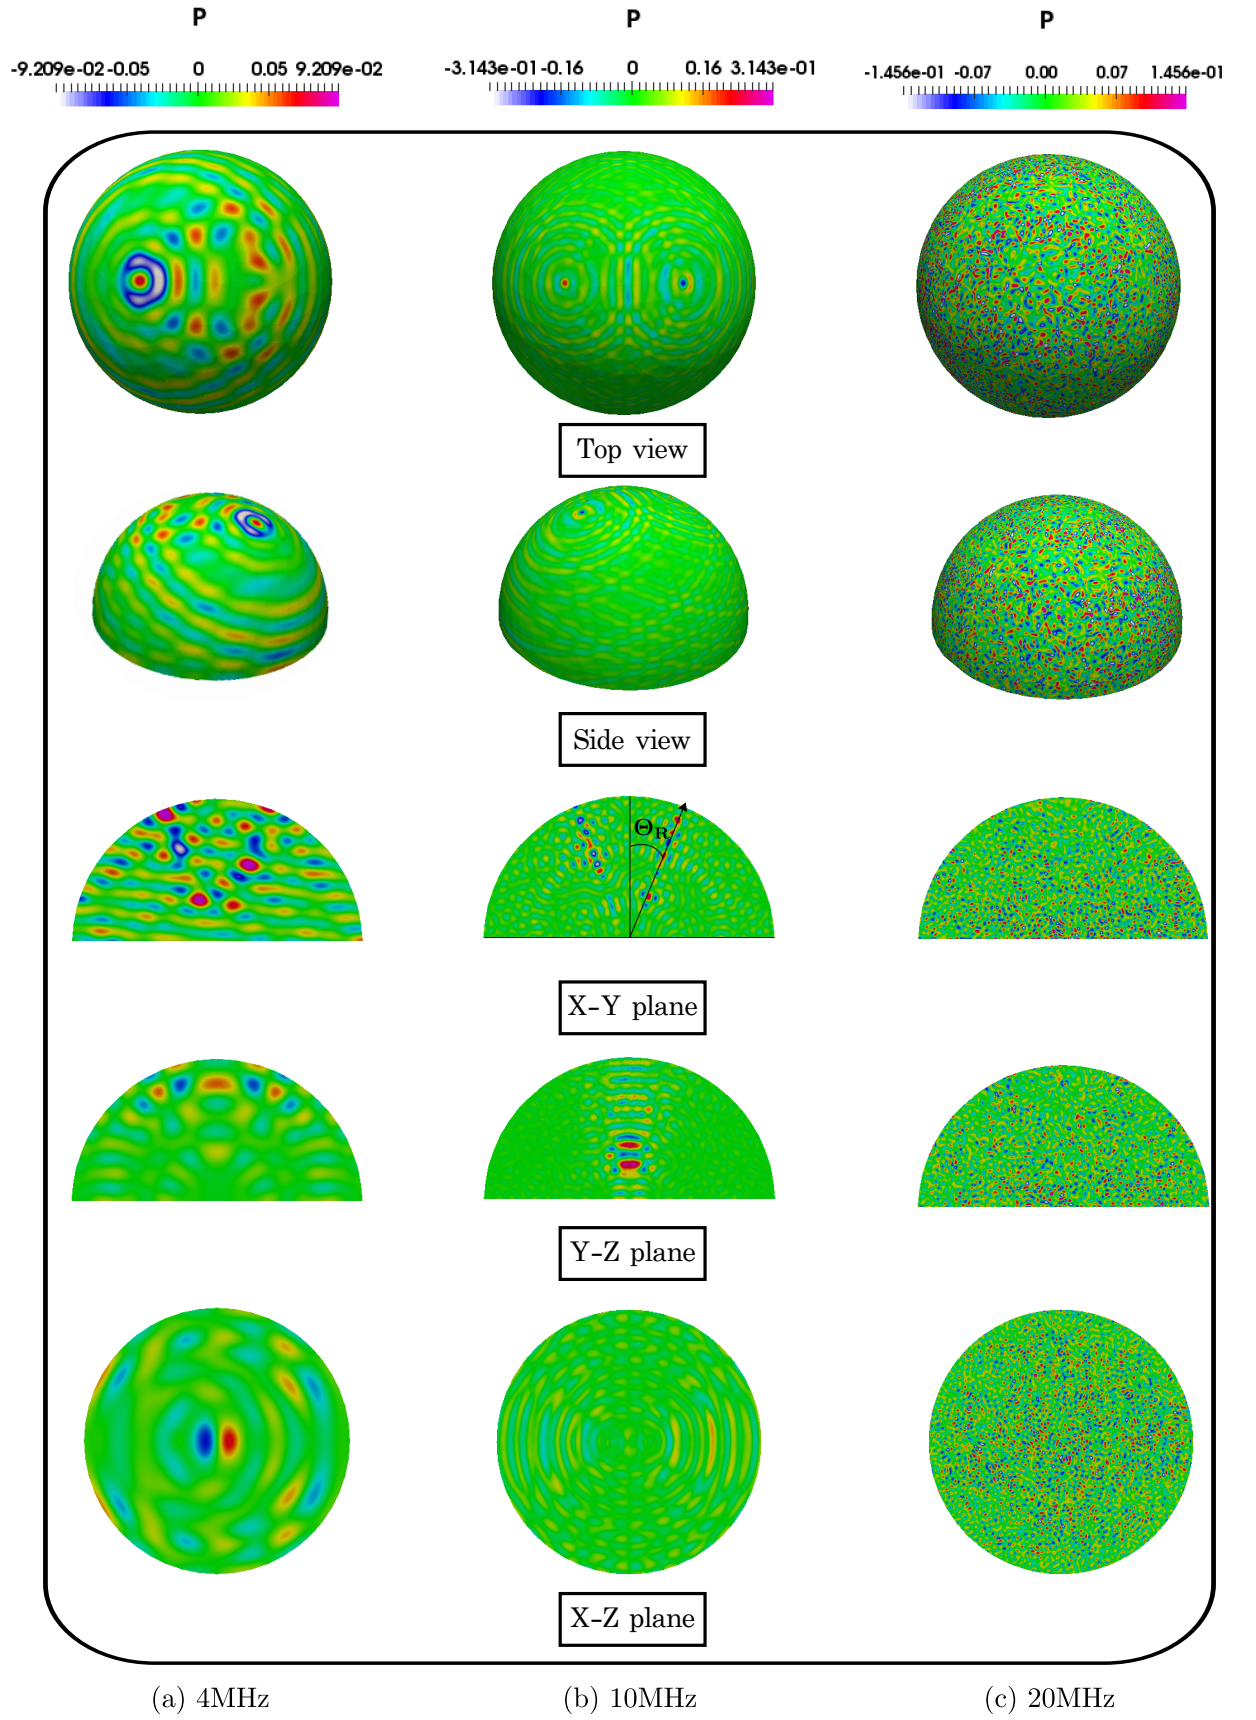 P P P
-9.209e-02 -0.05 0 0.05 9.209e-02 -3.143e-01 -0.16 0 0.16 3.143e-01 -1.456e-01 -0.07 0.00 0.07 1.456e-01
Top view
Side view
Θ_R
X-Y plane
Y-Z plane
X-Z plane
(a) 4MHz (b) 10MHz (c) 20MHz